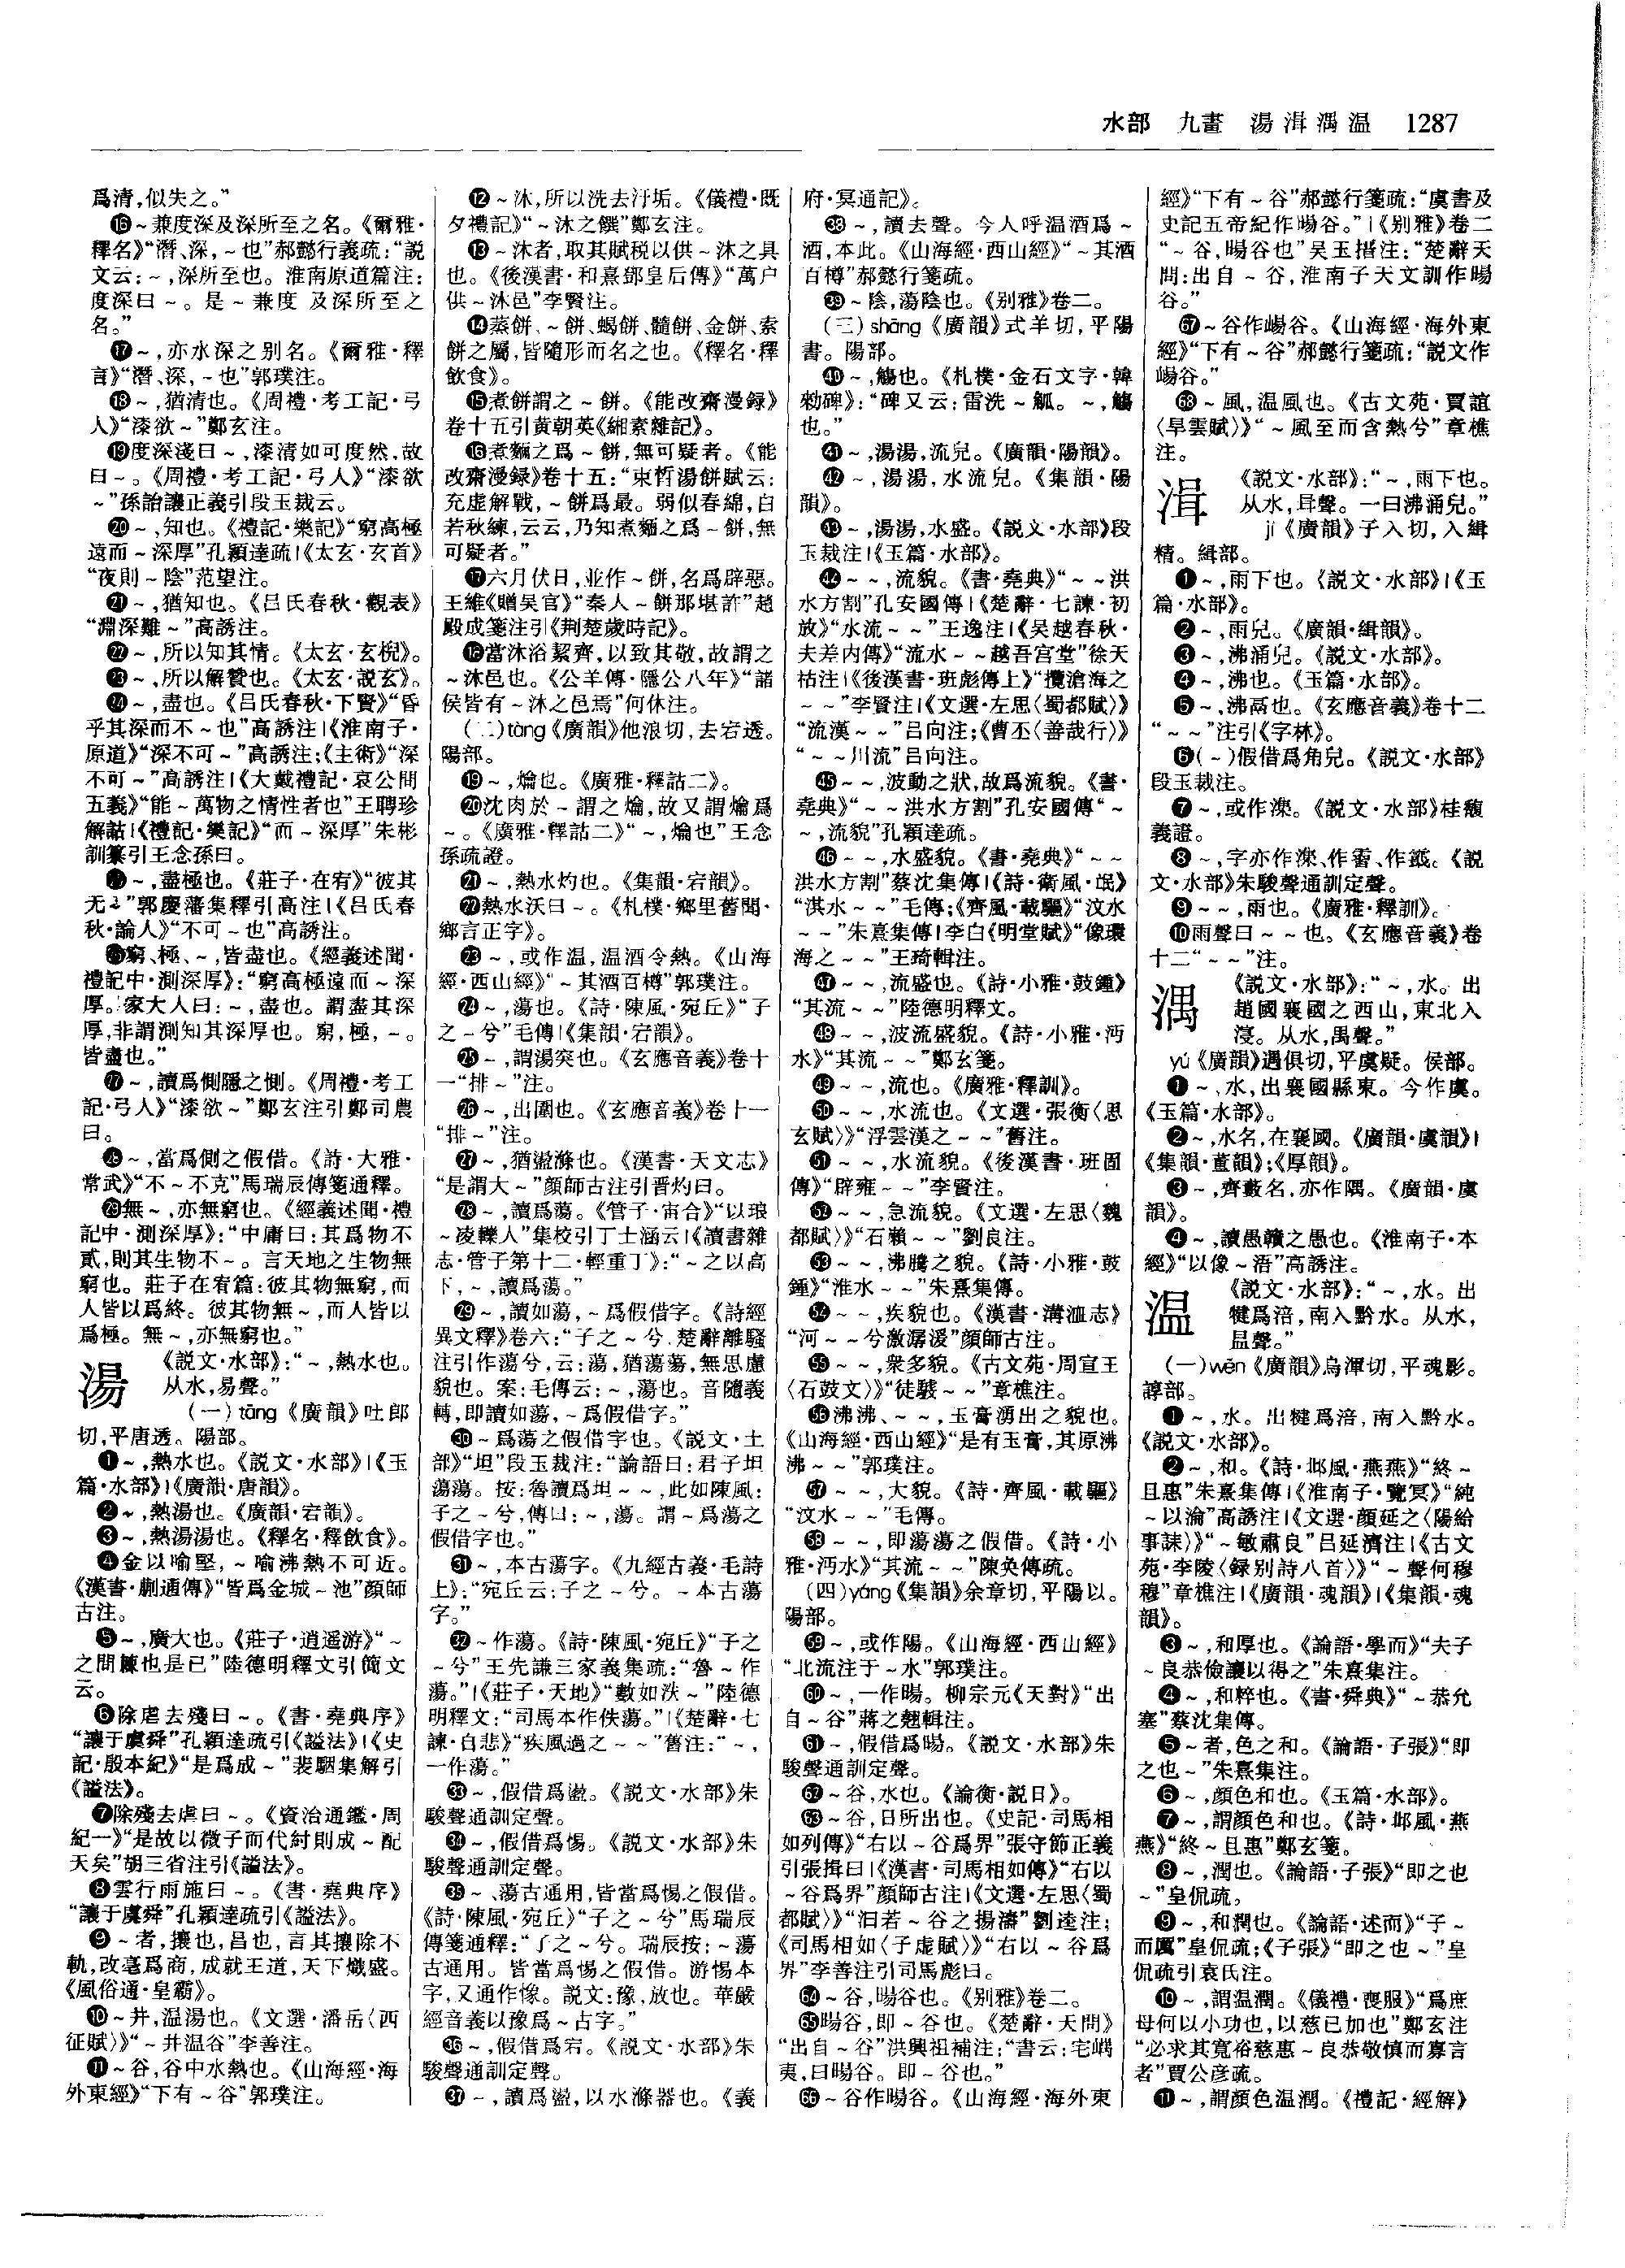 水部　九畫　湯湒湡温　1287
爲清,似失之。”
⓰~兼度深及深所至之名。《爾雅·
釋名》“潛、深,~也”郝懿行義疏:“説
文云:~,深所至也。淮南原道篇注:
度深曰~。是~兼度及深所至之
名。”
⓱~,亦水深之别名。《爾雅·釋
言》“潛、深,~也”郭璞注。
⓲~,猶清也。《周禮·考工記·弓
人》“漆欲~”鄭玄注。
⓳度深淺曰~,漆清如可度然,故
曰~。《周禮·考工記·弓人》“漆欲
~”孫詒讓正義引段玉裁云。
⓴~,知也。《禮記·樂記》“窮高極
遠而~深厚”孔穎達疏|《太玄·玄首》
“夜則~陰”范望注。
㉑~,猶知也。《吕氏春秋·觀表》
“淵深難~”高誘注。
㉒~,所以知其情。《太玄·玄棿》。
㉓~,所以解贊也。《太玄·説玄》。
㉔~,盡也。《吕氏春秋·下賢》“昏
乎其深而不~也”高誘注|《淮南子·
原道》“深不可~”高誘注;《主術》“深
不可~”高誘注|《大戴禮記·哀公問
五義》“能~萬物之情性者也”王聘珍
解詁|《禮記·樂記》“而~深厚”朱彬
訓纂引王念孫曰。
㉕~,盡極也。《莊子·在宥》“彼其
无~”郭慶藩集釋引高注|《吕氏春
秋·論人》“不可~也”高誘注。
㉖窮、極、~,皆盡也。《經義述聞·
禮記中·測深厚》:“窮高極遠而~深
厚。家大人曰:~,盡也。謂盡其深
厚,非謂測知其深厚也。窮,極,~。
皆盡也。”
㉗~,讀爲惻隱之惻。《周禮·考工
記·弓人》“漆欲~”鄭玄注引鄭司農
曰。
㉘~,當爲側之假借。《詩·大雅·
常武》“不~不克”馬瑞辰傳箋通釋。
㉙無~,亦無窮也。《經義述聞·禮
記中·測深厚》:“中庸曰:其爲物不
貳,則其生物不~。言天地之生物無
窮也。莊子在宥篇:彼其物無窮,而
人皆以爲終。彼其物無~,而人皆以
爲極。無~,亦無窮也。”
湯
《説文·水部》:“~,熱水也。
从水,昜聲。”
(一)tāng《廣韻》吐郎
切,平唐透。陽部。
❶~,熱水也。《説文·水部》|《玉
篇·水部》|《廣韻·唐韻》。
❷~,熱湯也。《廣韻·宕韻》。
❸~,熱湯湯也。《釋名·釋飲食》。
❹金以喻堅,~喻沸熱不可近。
《漢書·蒯通傳》“皆爲金城~池”顔師
古注。
❺~,廣大也。《莊子·逍遥游》“~
之問棘也是已”陸德明釋文引簡文
云。
❻除虐去殘曰~。《書·堯典序》
“讓于虞舜”孔穎達疏引《謚法》|《史
記·殷本紀》“是爲成~”裴駰集解引
《謚法》。
❼除殘去虐曰~。《資治通鑑·周
紀一》“是故以微子而代紂則成~配
天矣”胡三省注引《謚法》。
❽雲行雨施曰~。《書·堯典序》
“讓于虞舜”孔穎達疏引《謚法》。
❾~者,攘也,昌也,言其攘除不
軌,改亳爲商,成就王道,天下熾盛。
《風俗通·皇霸》。
❿~井,温湯也。《文選·潘岳〈西
征賦〉》“~井温谷”李善注。
⓫~谷,谷中水熱也。《山海經·海
外東經》“下有~谷”郭璞注。
⓬~沐,所以洗去汙垢。《儀禮·既
夕禮記》“~沐之饌”鄭玄注。
⓭~沐者,取其賦税以供~沐之具
也。《後漢書·和熹鄧皇后傳》“萬户
供~沐邑”李賢注。
⓮蒸餅、~餅、蝎餅、髓餅、金餅、索
餅之屬,皆隨形而名之也。《釋名·釋
飲食》。
⓯煮餅謂之~餅。《能改齋漫録》
卷十五引黄朝英《緗素雜記》。
⓰煮麵之爲~餅,無可疑者。《能
改齋漫録》卷十五:“束晳湯餅賦云:
充虚解戰,~餅爲最。弱似春綿,白
若秋練,云云,乃知煮麵之爲~餅,無
可疑者。”
⓱六月伏日,並作~餅,名爲辟惡。
王維《贈吴官》“秦人~餅那堪許”趙
殿成箋注引《荆楚歲時記》。
⓲當沐浴絜齊,以致其敬,故謂之
~沐邑也。《公羊傳·隱公八年》“諸
侯皆有~沐之邑焉”何休注。
(二)tàng《廣韻》他浪切,去宕透。
陽部。
⓳~,爚也。《廣雅·釋詁二》。
⓴沈肉於~謂之爚,故又謂爚爲
~。《廣雅·釋詁二》“~,爚也”王念
孫疏證。
㉑~,熱水灼也。《集韻·宕韻》。
㉒熱水沃曰~。《札樸·鄉里舊聞·
鄉言正字》。
㉓~,或作温,温酒令熱。《山海
經·西山經》“~其酒百樽”郭璞注。
㉔~,蕩也。《詩·陳風·宛丘》“子
之~兮”毛傳|《集韻·宕韻》。
㉕~,謂湯突也。《玄應音義》卷十
一“排~”注。
㉖~,出圍也。《玄應音義》卷十一
“排~”注。
㉗~,猶盪滌也。《漢書·天文志》
“是謂大~”顔師古注引晋灼曰。
㉘~,讀爲蕩。《管子·宙合》“以琅
~凌轢人”集校引丁士涵云|《讀書雜
志·管子第十二·輕重丁》:“~之以高
下,~,讀爲蕩。”
㉙~,讀如蕩,~爲假借字。《詩經
異文釋》卷六:“子之~兮,楚辭離騷
注引作蕩兮,云:蕩,猶蕩蕩,無思慮
貌也。案:毛傳云:~,蕩也。音隨義
轉,即讀如蕩,~爲假借字。”
㉚~爲蕩之假借字也。《説文·土
部》“坦”段玉裁注:“論語曰:君子坦
蕩蕩。按:魯讀爲坦~~,此如陳風:
子之~兮,傳曰:~,蕩。謂~爲蕩之
假借字也。”
㉛~,本古蕩字。《九經古義·毛詩
上》:“宛丘云:子之~兮。~本古蕩
字。”
㉜~作蕩。《詩·陳風·宛丘》“子之
~兮”王先謙三家義集疏:“魯~作
蕩。”|《莊子·天地》“數如泆~”陸德
明釋文:“司馬本作佚蕩。”|《楚辭·七
諫·自悲》“疾風過之~~”舊注:“~,
一作蕩。”
㉝~,假借爲盪。《説文·水部》朱
駿聲通訓定聲。
㉞~,假借爲惕。《説文·水部》朱
駿聲通訓定聲。
㉟~、蕩古通用,皆當爲惕之假借。
《詩·陳風·宛丘》“子之~兮”馬瑞辰
傳箋通釋:“子之~兮。瑞辰按:~蕩
古通用。皆當爲惕之假借。游惕本
字,又通作像。説文:豫,放也。華嚴
經音義以豫爲~古字。”
㊱~,假借爲宕。《説文·水部》朱
駿聲通訓定聲。
㊲~,讀爲盪,以水滌器也。《義
府·冥通記》。
㊳~,讀去聲。今人呼温酒爲~
酒,本此。《山海經·西山經》“~其酒
百樽”郝懿行箋疏。
㊴~陰,蕩陰也。《别雅》卷二。
(三)shāng《廣韻》式羊切,平陽
書。陽部。
㊵~,觴也。《札樸·金石文字·韓
勑碑》:“碑又云:雷洗~觚。~,觴
也。”
㊶~,湯湯,流皃。《廣韻·陽韻》。
㊷~,湯湯,水流皃。《集韻·陽
韻》。
㊸~,湯湯,水盛。《説文·水部》段
玉裁注|《玉篇·水部》。
㊹~~,流貌。《書·堯典》“~~洪
水方割”孔安國傳|《楚辭·七諫·初
放》“水流~~”王逸注|《吴越春秋·
夫差内傳》“流水~~越吾宫堂”徐天
祜注|《後漢書·班彪傳上》“攬滄海之
~~”李賢注|《文選·左思〈蜀都賦〉》
“流漢~~”吕向注;《曹丕〈善哉行〉》
“~~川流”吕向注。
㊺~~,波動之狀,故爲流貌。《書·
堯典》“~~洪水方割”孔安國傳“~
~,流貌”孔穎達疏。
㊻~~,水盛貌。《書·堯典》“~~
洪水方割”蔡沈集傳|《詩·衛風·氓》
“淇水~~”毛傳;《齊風·載驅》“汶水
~~”朱熹集傳|李白《明堂賦》“像環
海之~~”王琦輯注。
㊼~~,流盛也。《詩·小雅·鼓鍾》
“其流~~”陸德明釋文。
㊽~~,波流盛貌。《詩·小雅·沔
水》“其流~~”鄭玄箋。
㊾~~,流也。《廣雅·釋訓》。
㊿~~,水流也。《文選·張衡〈思
玄賦〉》“浮雲漢之~~”舊注。
51~~,水流貌。《後漢書·班固
傳》“辟雍~~”李賢注。
52~~,急流貌。《文選·左思〈魏
都賦〉》“石瀨~~”劉良注。
53~~,沸騰之貌。《詩·小雅·鼓
鍾》“淮水~~”朱熹集傳。
54~~,疾貌也。《漢書·溝洫志》
“河~~兮激潺湲”顔師古注。
55~~,衆多貌。《古文苑·周宣王
〈石鼓文〉》“徒馭~~”章樵注。
56沸沸、~~,玉膏湧出之貌也。
《山海經·西山經》“是有玉膏,其原沸
沸~~”郭璞注。
57~~,大貌。《詩·齊風·載驅》
“汶水~~”毛傳。
58~~,即蕩蕩之假借。《詩·小
雅·沔水》“其流~~”陳奂傳疏。
(四)yáng《集韻》余章切,平陽以。
陽部。
59~,或作陽。《山海經·西山經》
“北流注于~水”郭璞注。
60~,一作暘。柳宗元《天對》“出
自~谷”蔣之翹輯注。
61~,假借爲暘。《説文·水部》朱
駿聲通訓定聲。
62~谷,水也。《論衡·説日》。
63~谷,日所出也。《史記·司馬相
如列傳》“右以~谷爲界”張守節正義
引張揖曰|《漢書·司馬相如傳》“右以
~谷爲界”顔師古注|《文選·左思〈蜀
都賦〉》“汩若~谷之揚濤”劉逵注;
《司馬相如〈子虚賦〉》“右以~谷爲
界”李善注引司馬彪曰。
64~谷,暘谷也。《别雅》卷二。
65暘谷,即~谷也。《楚辭·天問》
“出自~谷”洪興祖補注:“書云:宅嵎
夷,曰暘谷。即~谷也。”
66~谷作暘谷。《山海經·海外東
經》“下有~谷”郝懿行箋疏:“虞書及
史記五帝紀作暘谷。”|《别雅》卷二
“~谷,暘谷也”吴玉搢注:“楚辭天
問:出自~谷,淮南子天文訓作暘
谷。”
67~谷作崵谷。《山海經·海外東
經》“下有~谷”郝懿行箋疏:“説文作
崵谷。”
68~風,温風也。《古文苑·賈誼
〈旱雲賦〉》“~風至而含熱兮”章樵
注。
湒
《説文·水部》:“~,雨下也。
从水,咠聲。一曰沸涌皃。”
jí《廣韻》子入切,入緝
精。緝部。
❶~,雨下也。《説文·水部》|《玉
篇·水部》。
❷~,雨皃。《廣韻·緝韻》。
❸~,沸涌皃。《説文·水部》。
❹~,沸也。《玉篇·水部》。
❺~,沸鬲也。《玄應音義》卷十二
“~~”注引《字林》。
❻(~)假借爲角皃。《説文·水部》
段玉裁注。
❼~,或作潗。《説文·水部》桂馥
義證。
❽~,字亦作潗、作霫、作䨛。《説
文·水部》朱駿聲通訓定聲。
❾~~,雨也。《廣雅·釋訓》。
❿雨聲曰~~也。《玄應音義》卷
十二“~~”注。
湡
《説文·水部》:“~,水。出
趙國襄國之西山,東北入
寖。从水,禺聲。”
yú《廣韻》遇俱切,平虞疑。侯部。
❶~,水,出襄國縣東。今作虞。
《玉篇·水部》。
❷~,水名,在襄國。《廣韻·虞韻》|
《集韻·董韻》;《厚韻》。
❸~,齊藪名,亦作隅。《廣韻·虞
韻》。
❹~,讀愚戇之愚也。《淮南子·本
經》“以像~浯”高誘注。
温
《説文·水部》:“~,水。出
犍爲涪,南入黔水。从水,
昷聲。”
(一)wēn《廣韻》烏渾切,平魂影。
諄部。
❶~,水。出犍爲涪,南入黔水。
《説文·水部》。
❷~,和。《詩·邶風·燕燕》“終~
且惠”朱熹集傳|《淮南子·覽冥》“純
~以淪”高誘注|《文選·顔延之〈陽給
事誄〉》“~敏肅良”吕延濟注|《古文
苑·李陵〈録别詩八首〉》“~聲何穆
穆”章樵注|《廣韻·魂韻》|《集韻·魂
韻》。
❸~,和厚也。《論語·學而》“夫子
~良恭儉讓以得之”朱熹集注。
❹~,和粹也。《書·舜典》“~恭允
塞”蔡沈集傳。
❺~者,色之和。《論語·子張》“即
之也~”朱熹集注。
❻~,顔色和也。《玉篇·水部》。
❼~,謂顔色和也。《詩·邶風·燕
燕》“終~且惠”鄭玄箋。
❽~,潤也。《論語·子張》“即之也
~”皇侃疏。
❾~,和潤也。《論語·述而》“子~
而厲”皇侃疏;《子張》“即之也~”皇
侃疏引袁氏注。
❿~,謂温潤。《儀禮·喪服》“爲庶
母何以小功也,以慈已加也”鄭玄注
“必求其寬裕慈惠~良恭敬慎而寡言
者”賈公彦疏。
⓫~,謂顔色温潤。《禮記·經解》